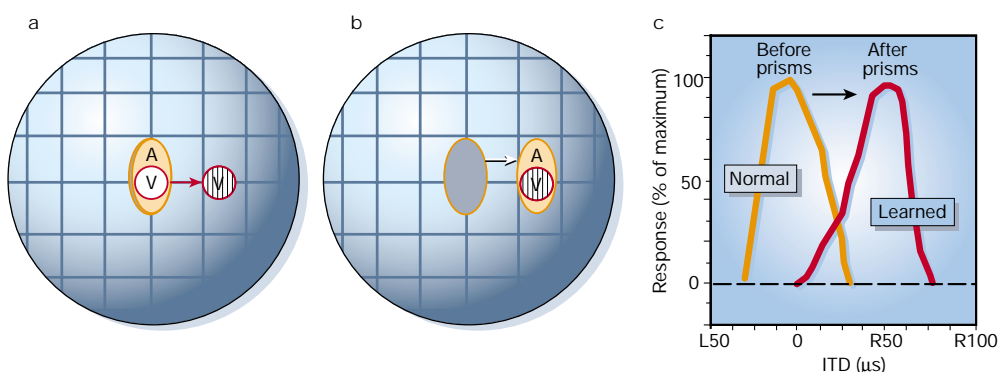 a
A
V
V
b
A
V
c
Before
prisms
After
prisms
100
50
0
Normal
Learned
Response (% of maximum)
L50 0 R50 R100
ITD (µs)